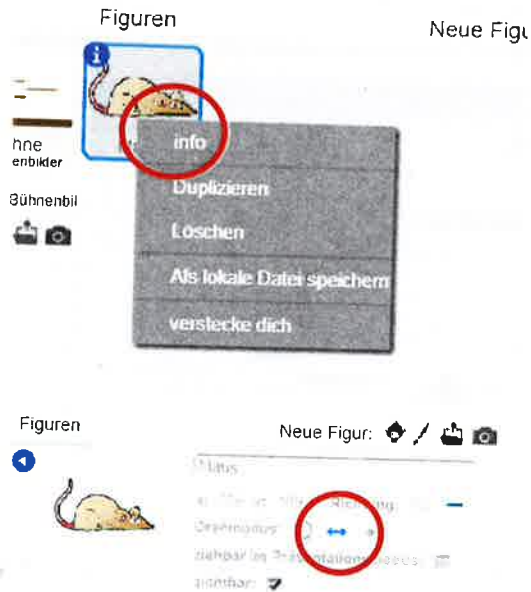 Figuren
Neue Figu
info
hne
enbilder
Duplizieren
Bühnenbil
Löschen
Als lokale Datei speichern
verstecke dich
Figuren
Neue Figur:
Maus
Richtung:
Drehmodus:
ziehbar im Präsentationsmodus:
sichtbar: